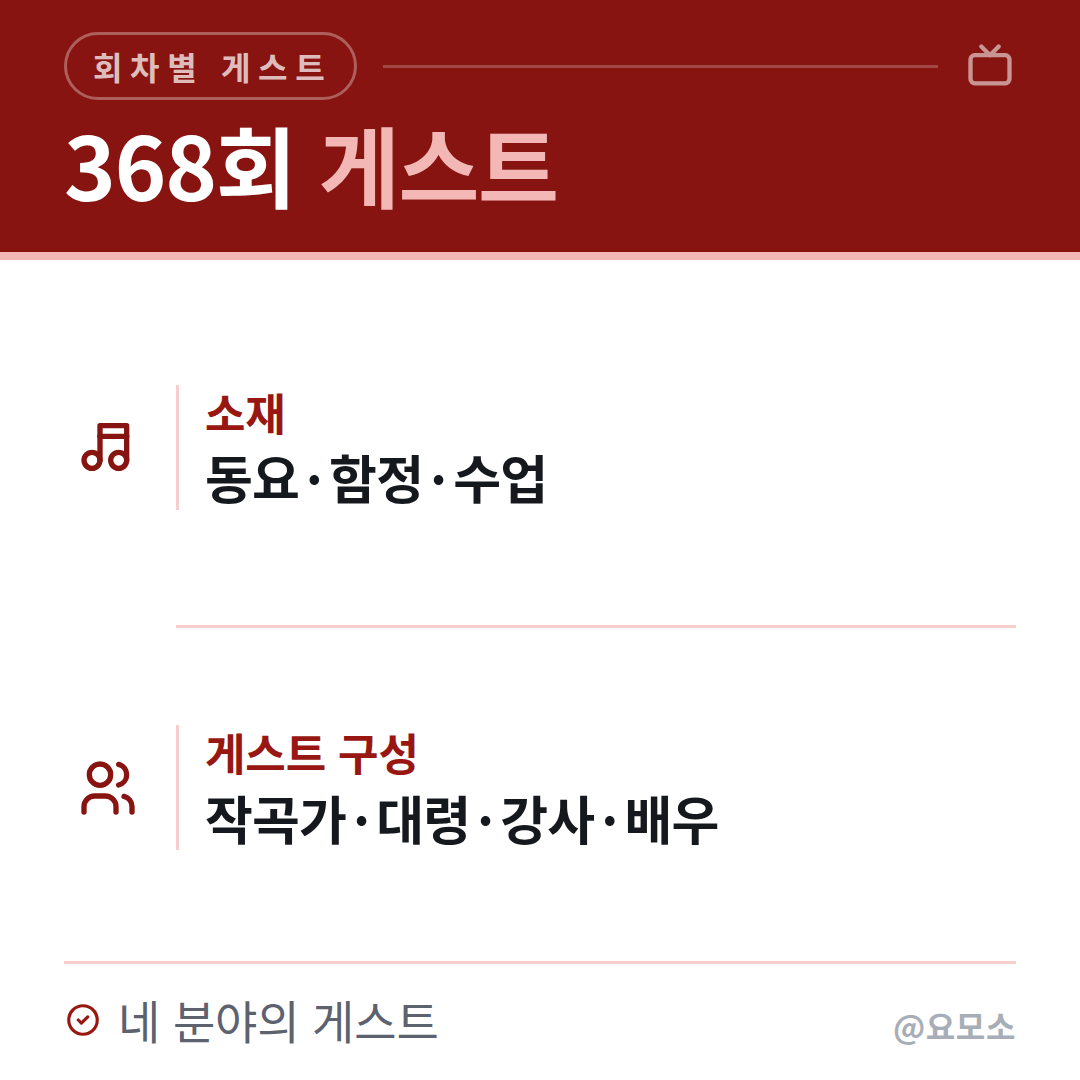 회차별 게스트
368회 게스트
소재
동요·함정·수업
게스트 구성
작곡가·대령·강사·배우
네 분야의 게스트
@요모소